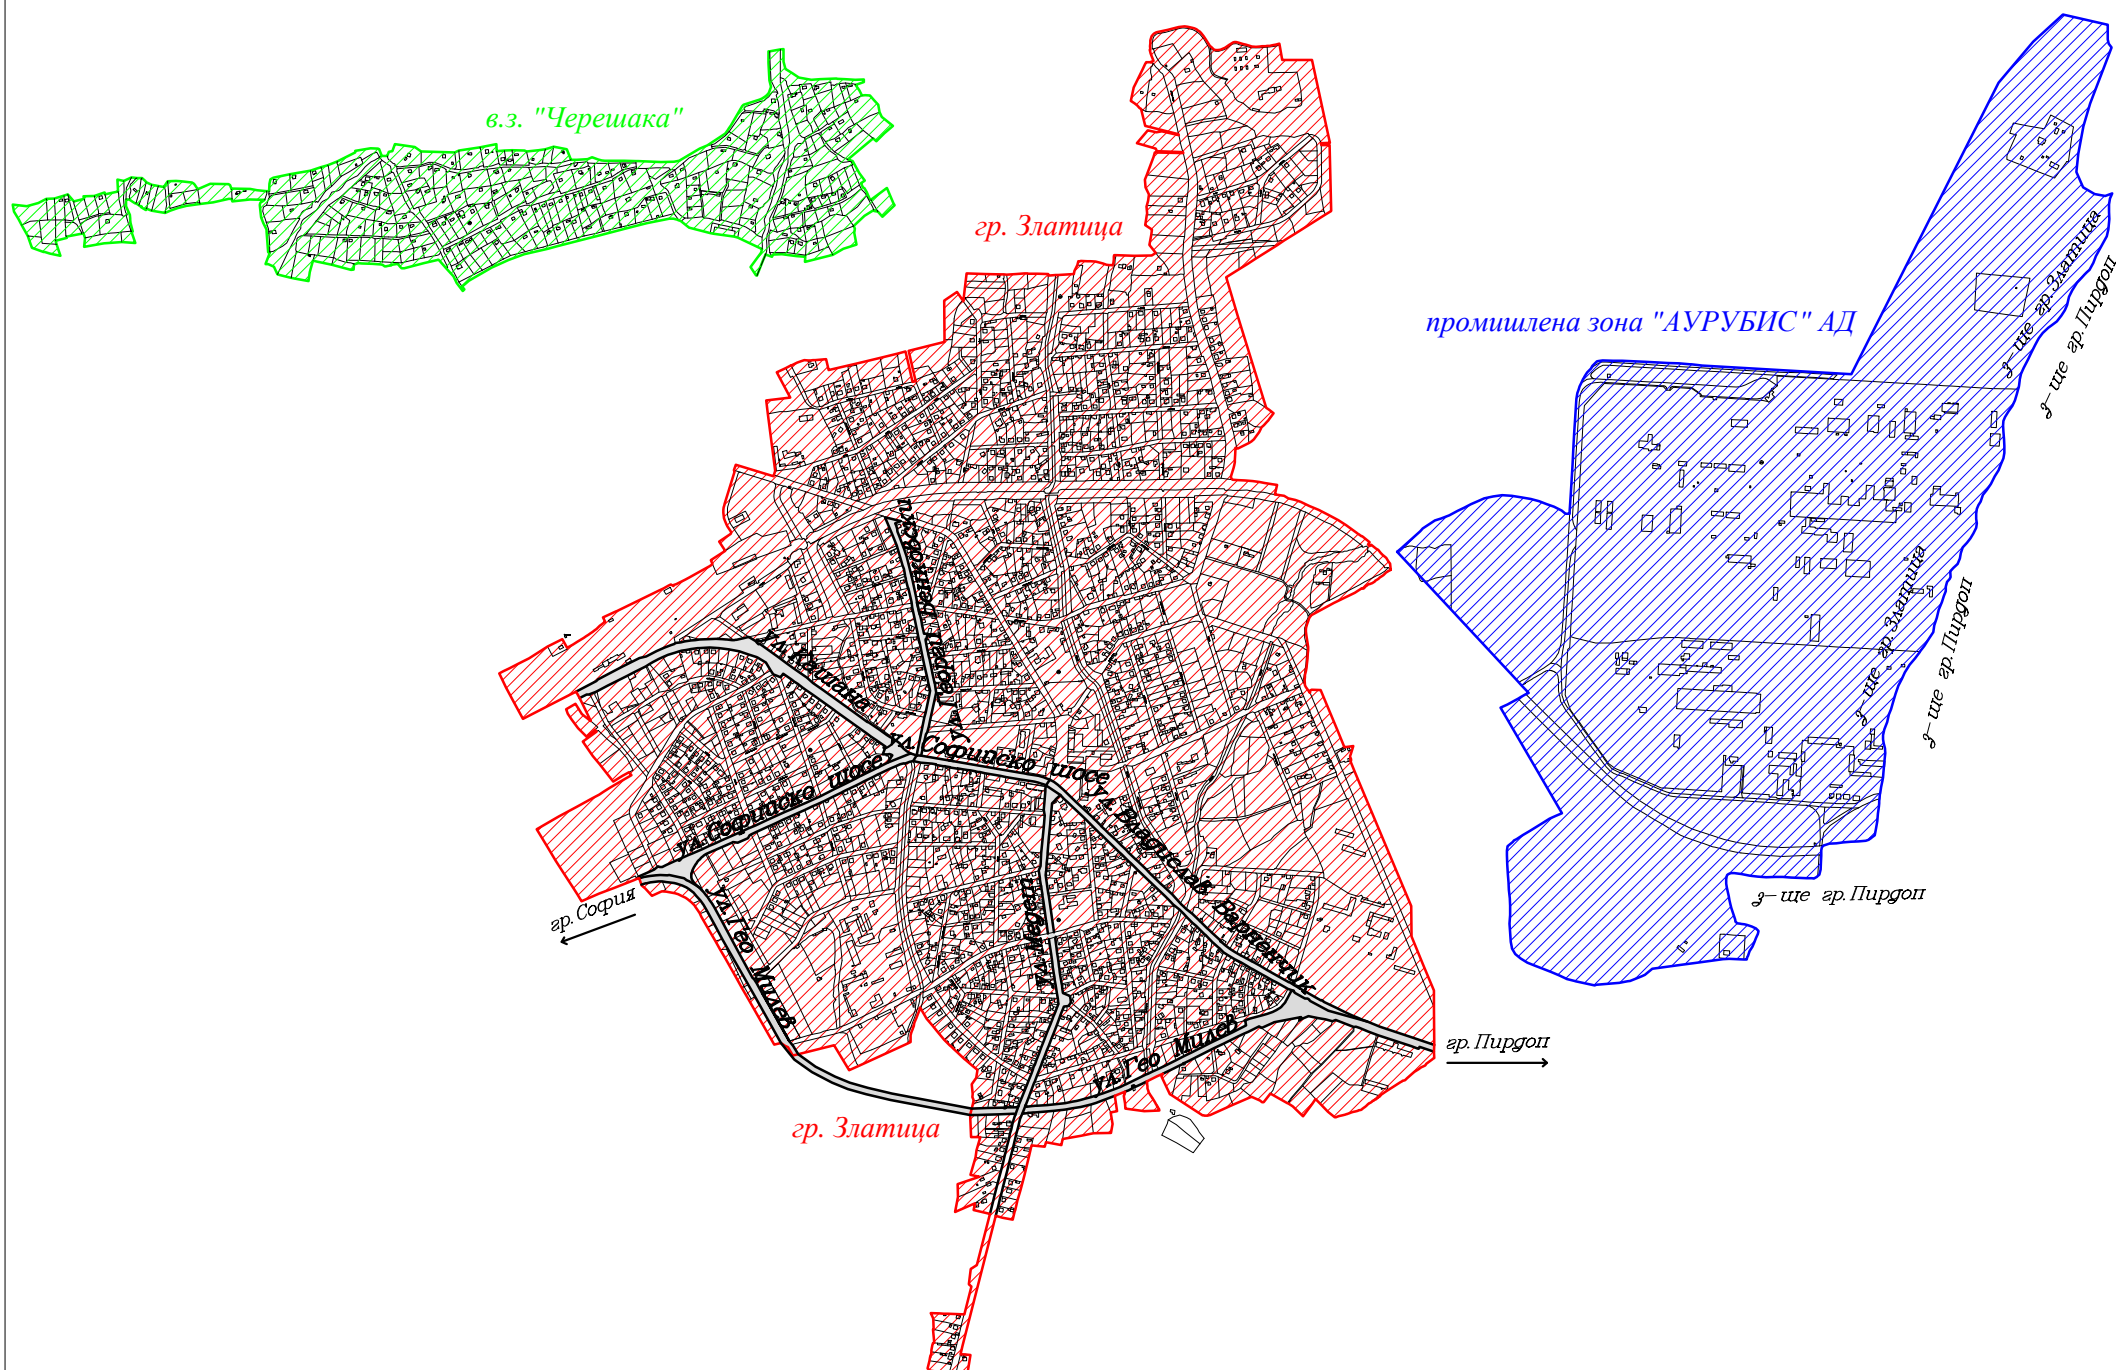 в.з. "Черешака"
гр. Златица
промишлена зона "АУРУБИС" АД
з-ще гр.Златица
з-ще гр.Пирдоп
ул. Софийско шосе
з-ще гр.Златица
з-ще гр.Пирдоп
ул. Софийско шосе
ул. Владислав Варненчик
гр.София
ул. Гео Милев
з-ще гр.Пирдоп
ул. Гео Милев
гр.Пирдоп
гр. Златица